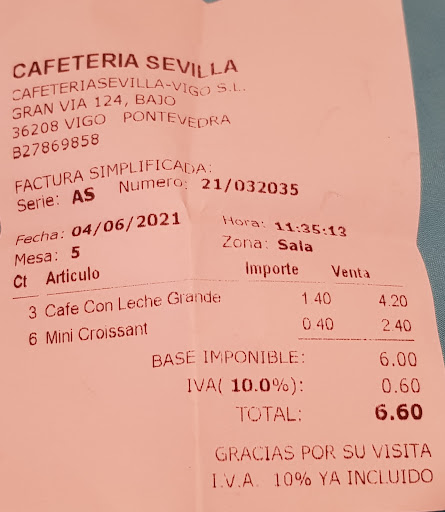 CAFETERIA SEVILLA
CAFETERIASEVILLA-VIGO S.L.
GRAN VIA 124, BAJO
36208 VIGO PONTEVEDRA
B27869858
FACTURA SIMPLIFICADA:
Serie: AS Numero: 21/032035
Fecha: 04/06/2021 Hora: 11:35:13
Mesa: 5 Zona: Sala
Ct Articulo Importe Venta
3 Cafe Con Leche Grande 1.40 4.20
6 Mini Croissant 0.40 2.40
BASE IMPONIBLE: 6.00
IVA( 10.0%): 0.60
TOTAL: 6.60
GRACIAS POR SU VISITA
I.V.A. 10% YA INCLUIDO